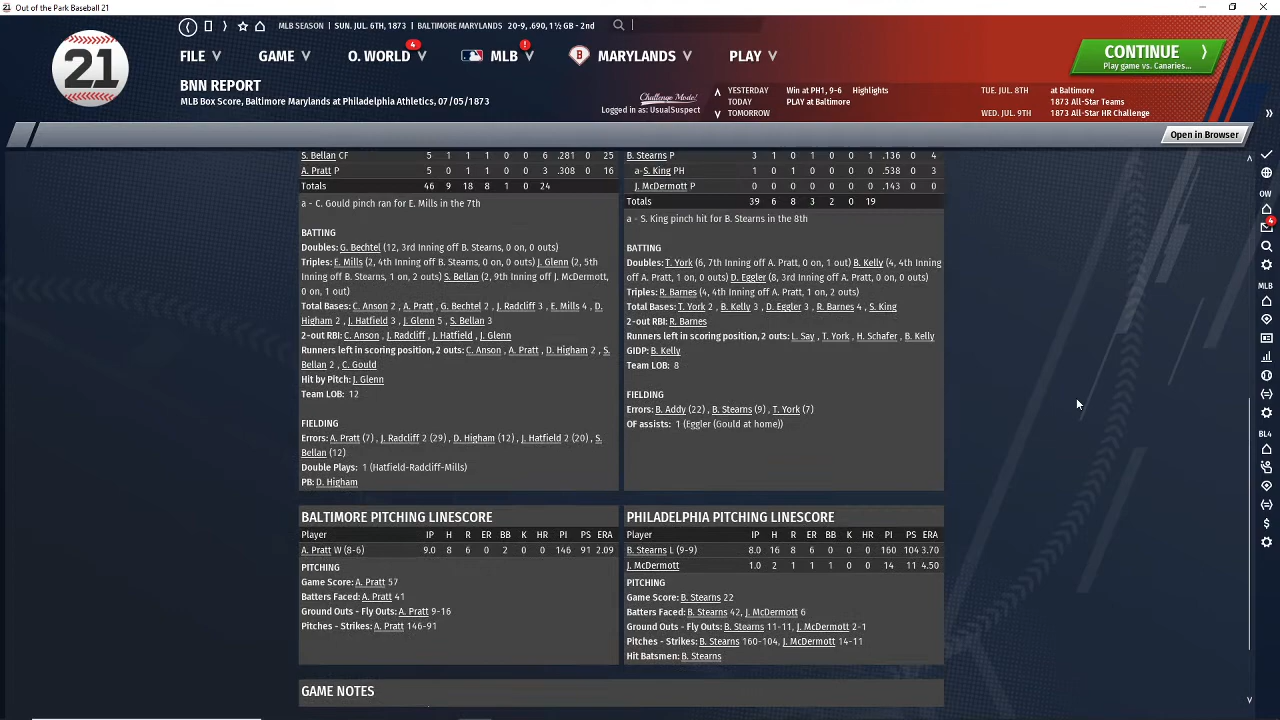 Out of the Park Baseball 21
MLB SEASON | SUN. JUL. 6TH, 1873 | BALTIMORE MARYLANDS 20-9, .690, 1½ GB - 2nd
FILE GAME O. WORLD 4 MLB ! B MARYLANDS PLAY
21
CONTINUE
Play game vs. Canaries...
BNN REPORT
MLB Box Score, Baltimore Marylands at Philadelphia Athletics, 07/05/1873
Challenge Mode!
Logged in as: UsualSuspect
YESTERDAY Win at PH1, 9-6 Highlights
TODAY PLAY at Baltimore
TOMORROW
TUE. JUL. 8TH at Baltimore
1873 All-Star Teams
WED. JUL. 9TH 1873 All-Star HR Challenge
Open in Browser
S. Bellan CF 5 1 1 1 0 0 6 .281 0 25
A. Pratt P 5 0 1 0 0 0 3 .308 0 16
Totals 46 9 18 8 1 0 24
a - C. Gould pinch ran for E. Mills in the 7th
BATTING
Doubles: G. Bechtel (12, 3rd Inning off B. Stearns, 0 on, 0 outs)
Triples: E. Mills (2, 4th Inning off B. Stearns, 0 on, 0 outs) J. Glenn (2, 5th
Inning off B. Stearns, 1 on, 2 outs) S. Bellan (2, 9th Inning off J. McDermott,
0 on, 1 out)
Total Bases: C. Anson 2 , A. Pratt , G. Bechtel 2 , J. Radcliff 3 , E. Mills 4 , D.
Higham 2 , J. Hatfield 3 , J. Glenn 5 , S. Bellan 3
2-out RBI: C. Anson , J. Radcliff , J. Hatfield , J. Glenn
Runners left in scoring position, 2 outs: C. Anson , A. Pratt , D. Higham 2 , S.
Bellan 2 , C. Gould
Hit by Pitch: J. Glenn
Team LOB: 12
FIELDING
Errors: A. Pratt (7) , J. Radcliff 2 (29) , D. Higham (12) , J. Hatfield 2 (20) , S.
Bellan (12)
Double Plays: 1 (Hatfield-Radcliff-Mills)
PB: D. Higham
B. Stearns P 3 1 0 1 0 0 1 .136 0 4
a-S. King PH 1 0 1 0 0 0 0 .538 0 3
J. McDermott P 0 0 0 0 0 0 0 .143 0 0
Totals 39 6 8 3 2 0 19
a - S. King pinch hit for B. Stearns in the 8th
BATTING
Doubles: T. York (6, 7th Inning off A. Pratt, 0 on, 1 out) B. Kelly (4, 4th Inning
off A. Pratt, 1 on, 0 outs) D. Eggler (8, 3rd Inning off A. Pratt, 0 on, 0 outs)
Triples: R. Barnes (4, 4th Inning off A. Pratt, 1 on, 2 outs)
Total Bases: T. York 2 , B. Kelly 3 , D. Eggler 3 , R. Barnes 4 , S. King
2-out RBI: R. Barnes
Runners left in scoring position, 2 outs: L. Say , T. York , H. Schafer , B. Kelly
GIDP: B. Kelly
Team LOB: 8
FIELDING
Errors: B. Addy (22) , B. Stearns (9) , T. York (7)
OF assists: 1 (Eggler (Gould at home))
BALTIMORE PITCHING LINESCORE
Player IP H R ER BB K HR PI PS ERA
A. Pratt W (8-6) 9.0 8 6 0 2 0 0 146 91 2.09
PITCHING
Game Score: A. Pratt 57
Batters Faced: A. Pratt 41
Ground Outs - Fly Outs: A. Pratt 9-16
Pitches - Strikes: A. Pratt 146-91
PHILADELPHIA PITCHING LINESCORE
Player IP H R ER BB K HR PI PS ERA
B. Stearns L (9-9) 8.0 16 8 6 0 0 0 160 104 3.70
J. McDermott 1.0 2 1 1 1 0 0 14 11 4.50
PITCHING
Game Score: B. Stearns 22
Batters Faced: B. Stearns 42, J. McDermott 6
Ground Outs - Fly Outs: B. Stearns 11-11, J. McDermott 2-1
Pitches - Strikes: B. Stearns 160-104, J. McDermott 14-11
Hit Batsmen: B. Stearns
GAME NOTES
OW
4
MLB
BL4